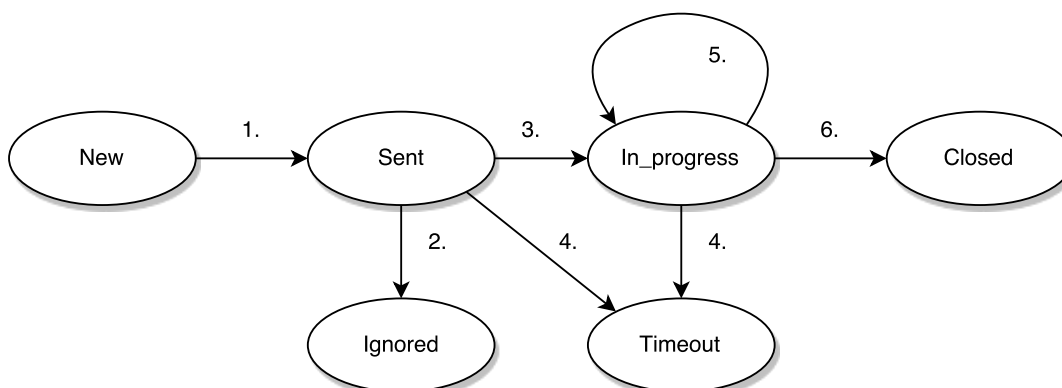 5.
1.
3.
6.
New
Sent
In_progress
Closed
2.
4.
4.
Ignored
Timeout